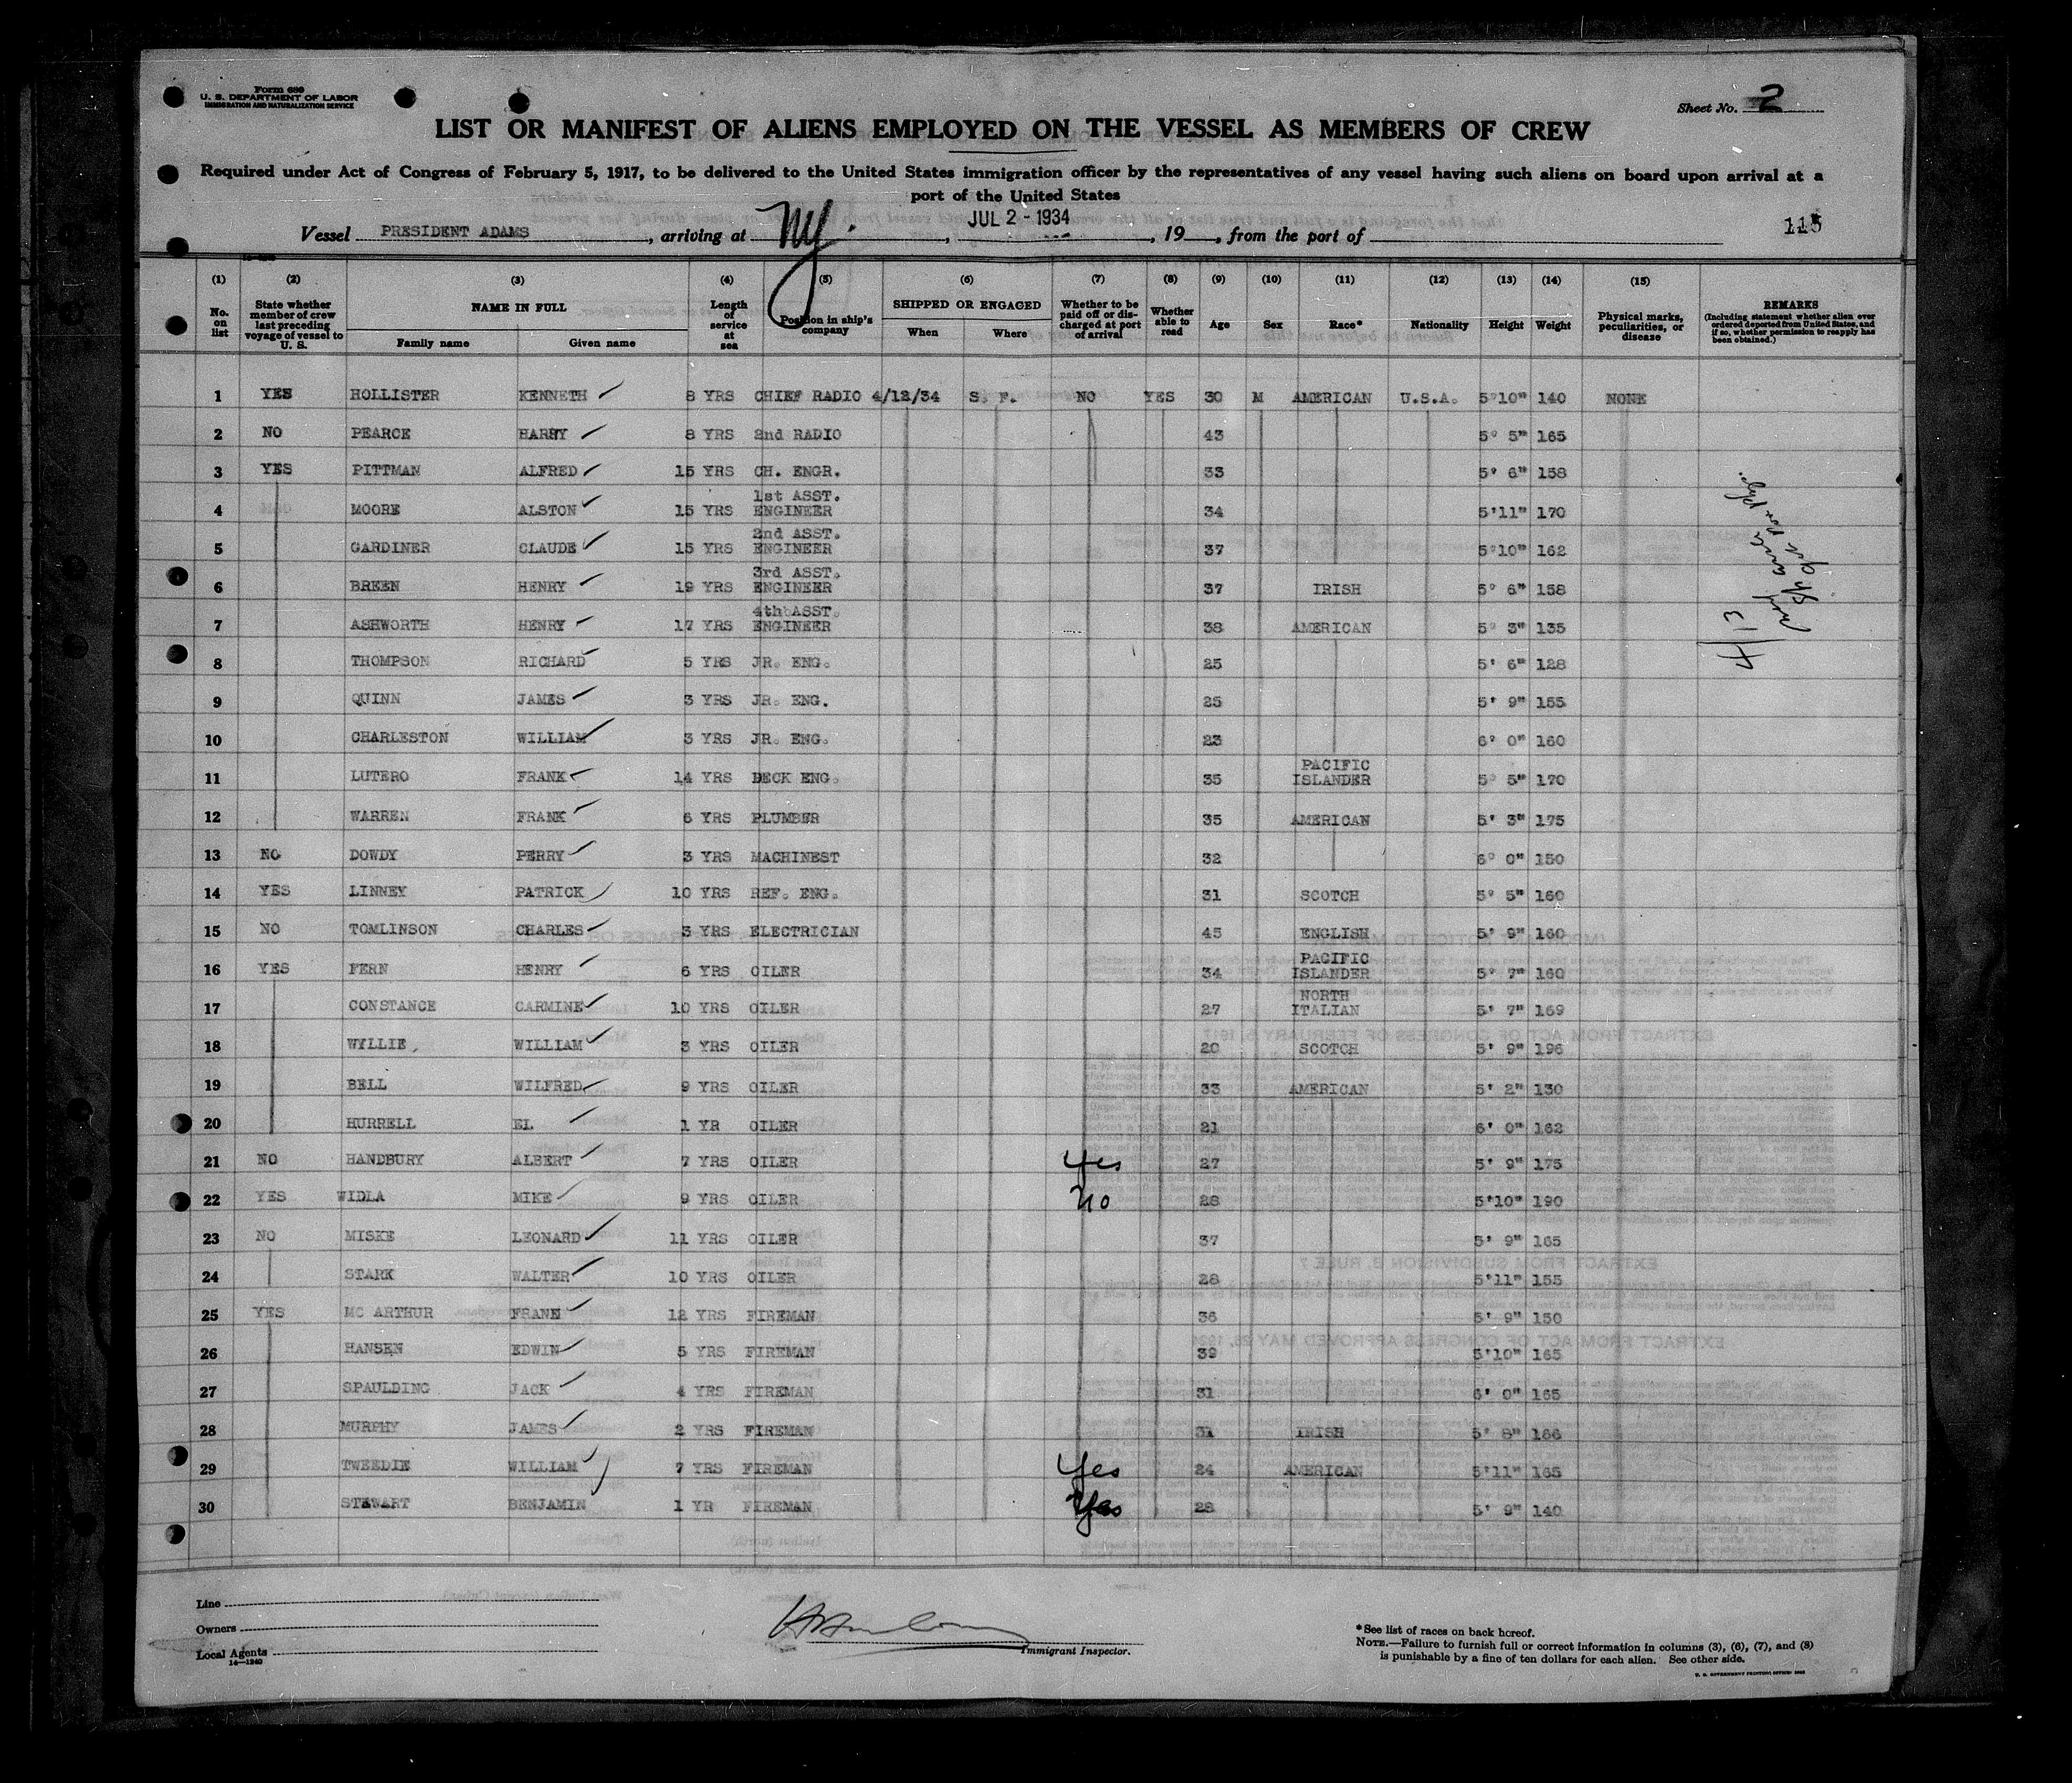 Form 689
U. S. DEPARTMENT OF LABOR
IMMIGRATION AND NATURALIZATION SERVICE
Sheet No. 2
LIST OR MANIFEST OF ALIENS EMPLOYED ON THE VESSEL AS MEMBERS OF CREW
Required under Act of Congress of February 5, 1917, to be delivered to the United States immigration officer by the representatives of any vessel having such aliens on board upon arrival at a
port of the United States
Vessel PRESIDENT ADAMS, arriving at NY., JUL 2 - 1934, 19, from the port of 115
(1) (2) (3) (4) (5) (6) (7) (8) (9) (10) (11) (12) (13) (14) (15)
No. on list State whether member of crew last preceding voyage of vessel to U. S. NAME IN FULL Family name Given name Length of service at sea Position in ship's company SHIPPED OR ENGAGED When Where Whether to be paid off or discharged at port of arrival Whether able to read Age Sex Race* Nationality Height Weight Physical marks, peculiarities, or disease REMARKS (Including statement whether alien ever ordered deported from United States, and if so, whether permission to reapply has been obtained.)
1 YES HOLLISTER KENNETH 8 YRS CHIEF RADIO 4/12/34 S. F. NO YES 30 M AMERICAN U.S.A. 5'10" 140 NONE
2 NO PEARCE HARRY 8 YRS 2nd RADIO 43 5' 5" 165
3 YES PITTMAN ALFRED 15 YRS CH. ENGR. 33 5' 6" 158
4 MOORE ALSTON 15 YRS 1st ASST. ENGINEER 34 5'11" 170
5 GARDINER CLAUDE 15 YRS 2nd ASST. ENGINEER 37 5'10" 162
6 BREEN HENRY 19 YRS 3rd ASST. ENGINEER 37 IRISH 5' 6" 158
7 ASHWORTH HENRY 17 YRS 4th ASST. ENGINEER 38 AMERICAN 5' 3" 135
8 THOMPSON RICHARD 5 YRS JR. ENG. 25 5' 6" 128
9 QUINN JAMES 3 YRS JR. ENG. 25 5' 9" 155
10 CHARLESTON WILLIAM 3 YRS JR. ENG. 23 6' 0" 160
11 LUTERO FRANK 14 YRS DECK ENG. 35 PACIFIC ISLANDER 5' 5" 170
12 WARREN FRANK 6 YRS PLUMBER 35 AMERICAN 5' 3" 175
13 NO DOWDY PERRY 3 YRS MACHINEST 32 6' 0" 150
14 YES LINNEY PATRICK 10 YRS REF. ENG. 31 SCOTCH 5' 5" 160
15 NO TOMLINSON CHARLES 3 YRS ELECTRICIAN 45 ENGLISH 5' 9" 160
16 YES FERN HENRY 6 YRS OILER 34 PACIFIC ISLANDER 5' 7" 160
17 CONSTANCE CARMINE 10 YRS OILER 27 NORTH ITALIAN 5' 7" 169
18 WYLLIE WILLIAM 3 YRS OILER 20 SCOTCH 5' 9" 196
19 BELL WILFRED 9 YRS OILER 33 AMERICAN 5' 2" 130
20 HURRELL EL 1 YR OILER 21 6' 0" 162
21 NO HANDBURY ALBERT 7 YRS OILER Yes 27 5' 9" 175
22 YES WIDLA MIKE 9 YRS OILER No 28 5'10" 190
23 NO MISKE LEONARD 11 YRS OILER 37 5' 9" 165
24 STARK WALTER 10 YRS OILER 28 5'11" 155
25 YES MC ARTHUR FRANK 12 YRS FIREMAN 36 5' 9" 150
26 HANSEN EDWIN 5 YRS FIREMAN 39 5'10" 165
27 SPAULDING JACK 4 YRS FIREMAN 31 6' 0" 165
28 MURPHY JAMES 2 YRS FIREMAN 31 IRISH 5' 8" 166
29 TWEEDIE WILLIAM 7 YRS FIREMAN Yes 24 AMERICAN 5'11" 165
30 STEWART BENJAMIN 1 YR FIREMAN Yes 28 5' 9" 140
4/13
Line
Owners
Local Agents
14—1240
Immigrant Inspector.
*See list of races on back hereof.
NOTE.—Failure to furnish full or correct information in columns (3), (6), (7), and (8)
is punishable by a fine of ten dollars for each alien. See other side.